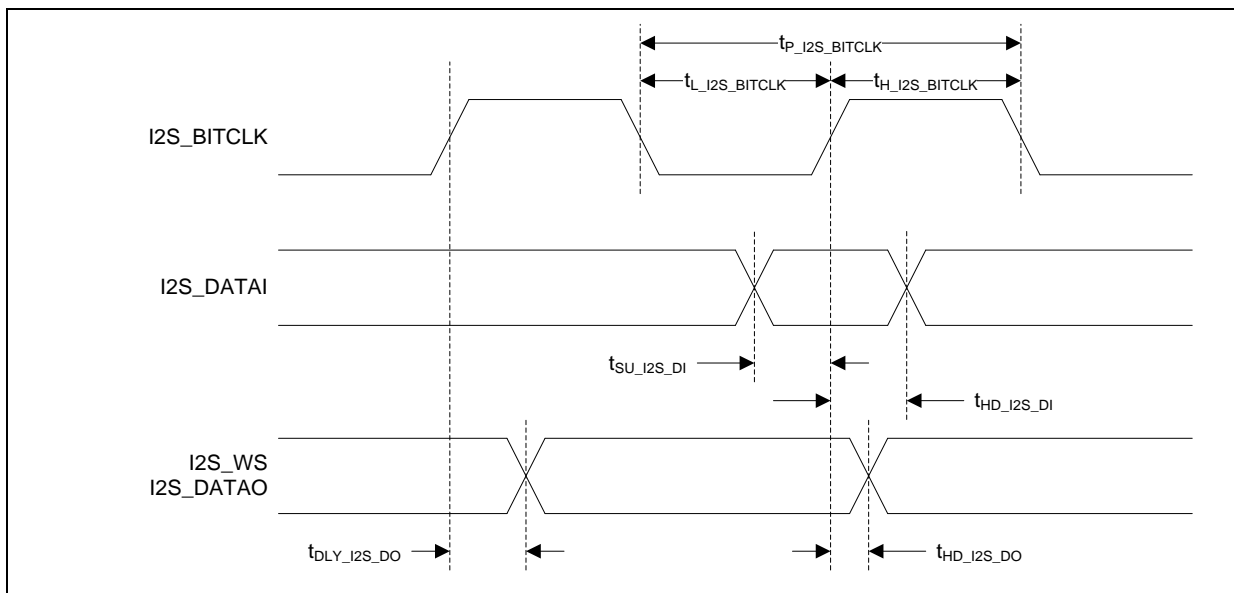 tP_I2S_BITCLK
tL_I2S_BITCLK tH_I2S_BITCLK
I2S_BITCLK
I2S_DATAI
tSU_I2S_DI
tHD_I2S_DI
I2S_WS
I2S_DATAO
tDLY_I2S_DO tHD_I2S_DO